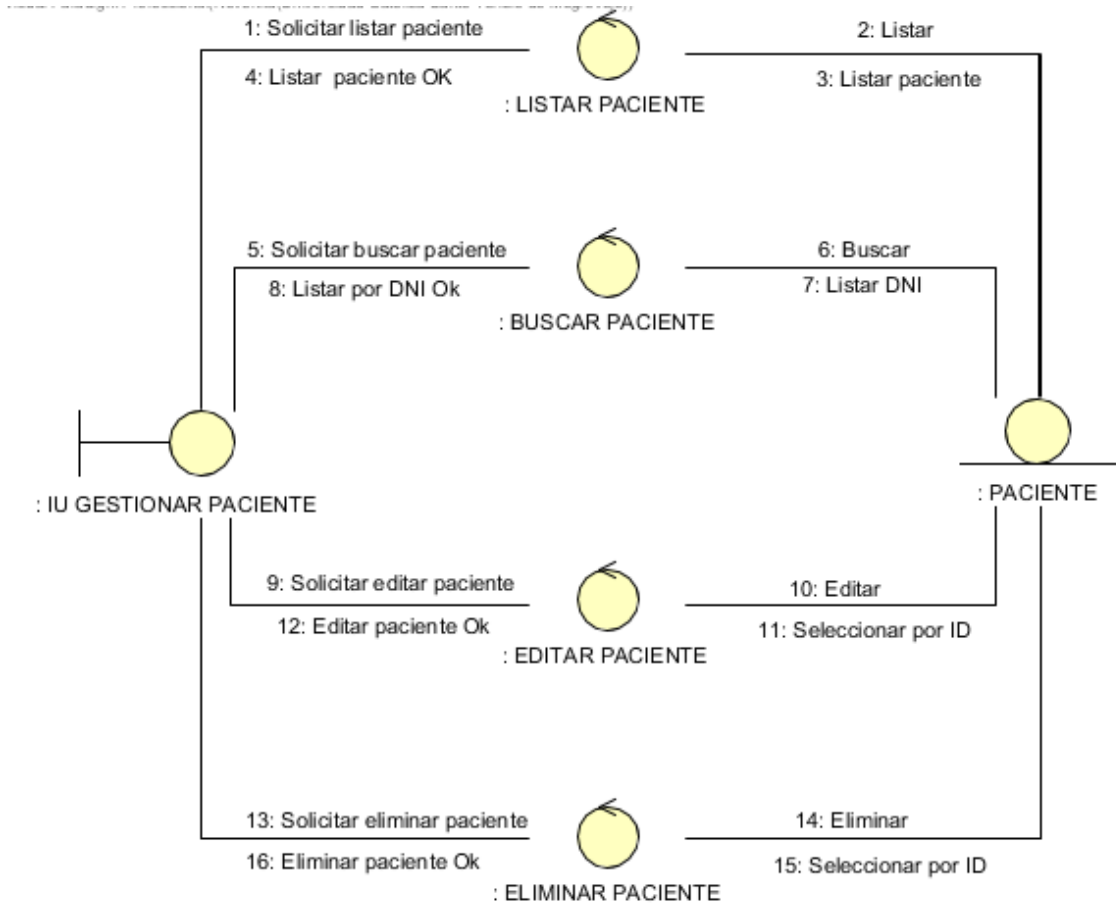 1: Solicitar listar paciente
2: Listar
4: Listar paciente OK
3: Listar paciente
: LISTAR PACIENTE
5: Solicitar buscar paciente
6: Buscar
8: Listar por DNI Ok
7: Listar DNI
: BUSCAR PACIENTE
: IU GESTIONAR PACIENTE
: PACIENTE
9: Solicitar editar paciente
10: Editar
12: Editar paciente Ok
11: Seleccionar por ID
: EDITAR PACIENTE
13: Solicitar eliminar paciente
14: Eliminar
16: Eliminar paciente Ok
15: Seleccionar por ID
: ELIMINAR PACIENTE